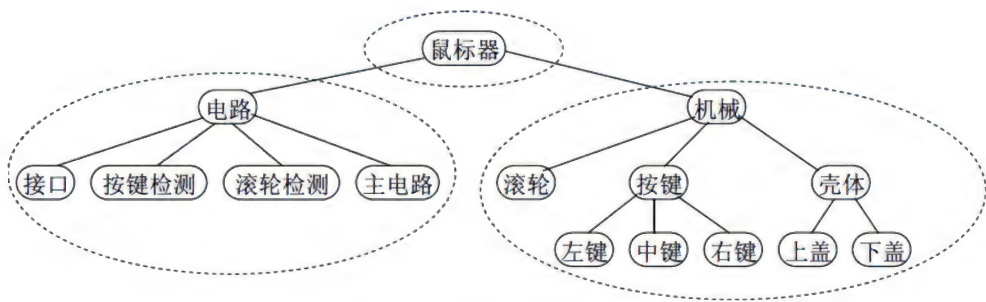 鼠标器
电路 机械
接口 按键检测 滚轮检测 主电路 滚轮 按键 壳体
左键 中键 右键 上盖 下盖